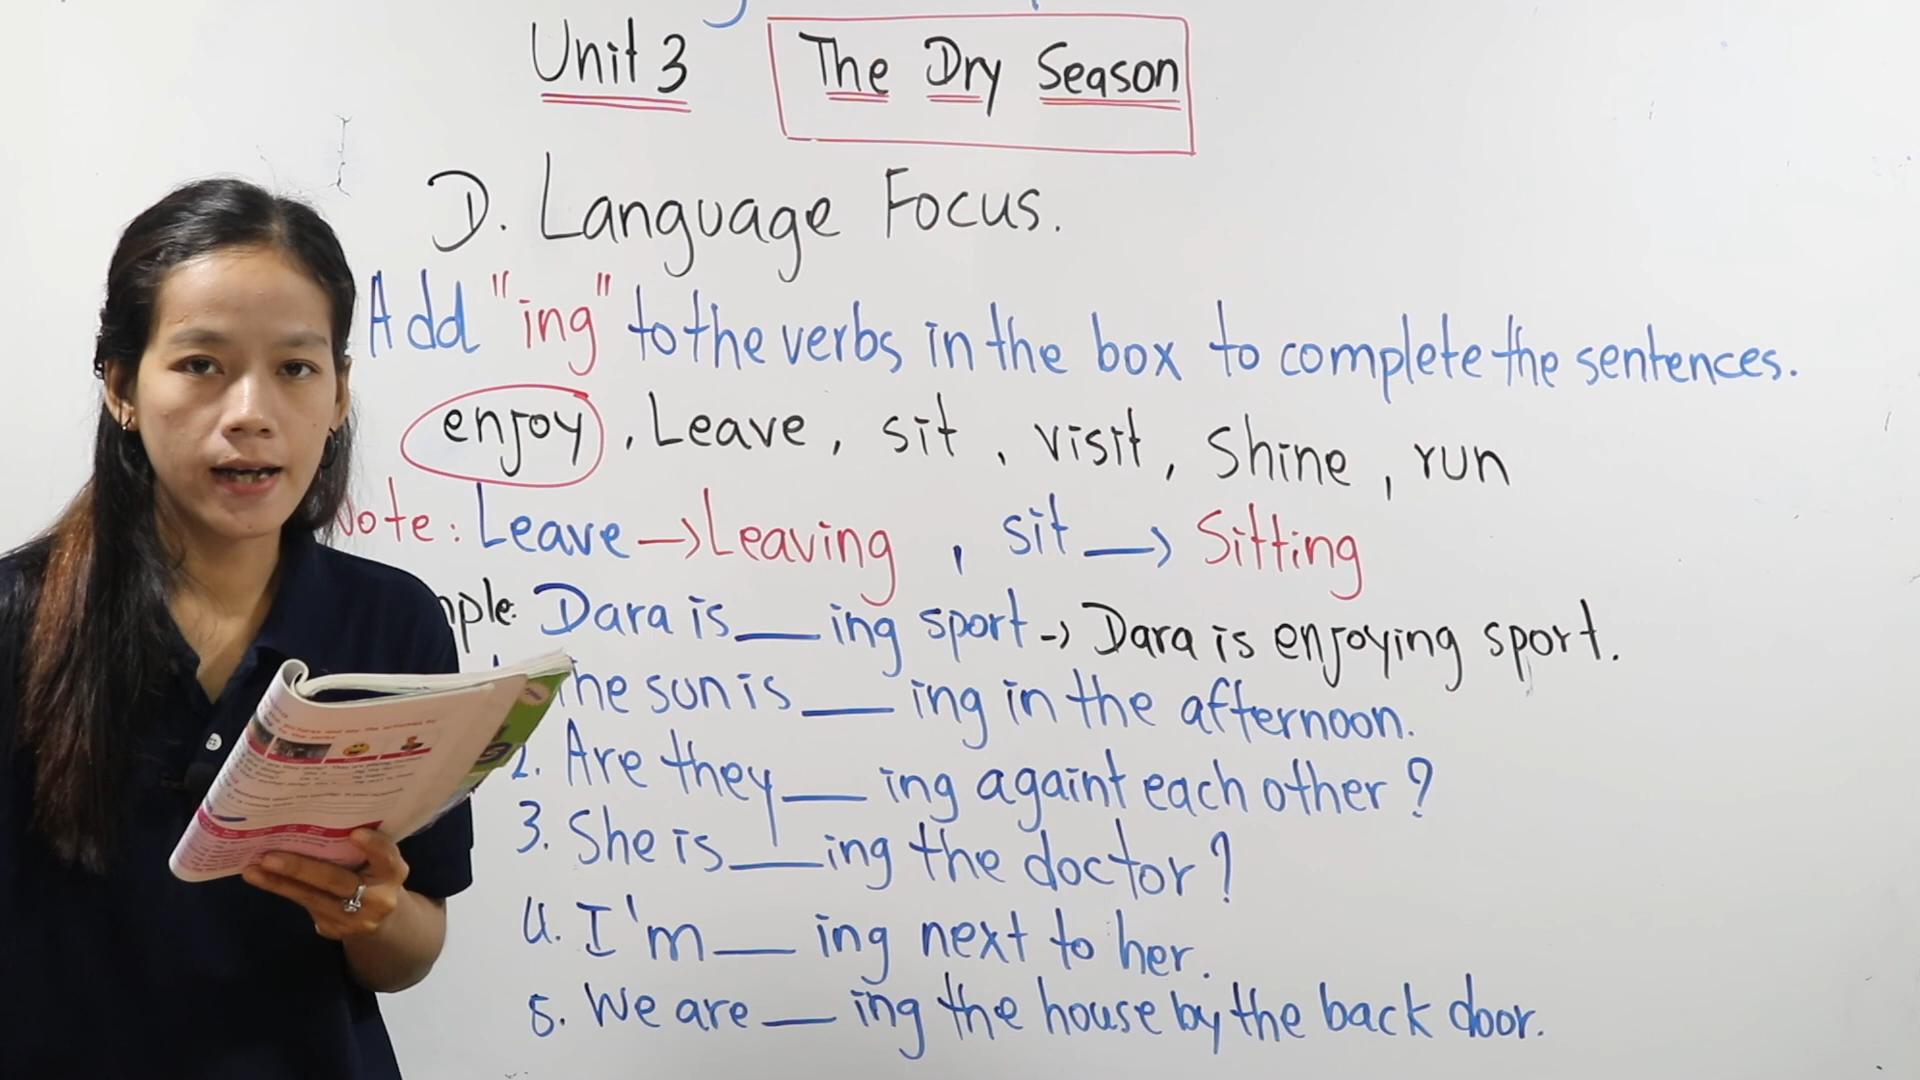 Unit 3 The Dry Season
D. Language Focus.
Add "ing" to the verbs in the box to complete the sentences.
enjoy, Leave, sit, visit, Shine, run
Note: Leave → Leaving, sit → Sitting
mple: Dara is ___ ing sport → Dara is enjoying sport.
The sun is ___ ing in the afternoon.
2. Are they ___ ing againt each other?
3. She is ___ ing the doctor?
4. I'm ___ ing next to her.
5. We are ___ ing the house by the back door.